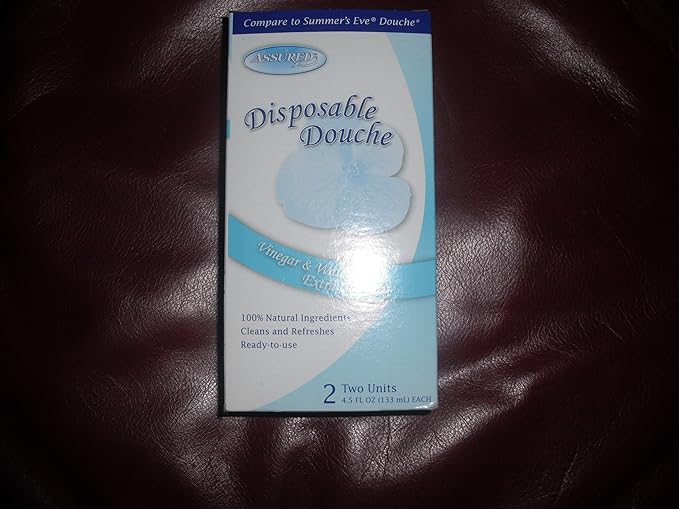 Compare to Summer's Eve® Douche*
ASSURED
Disposable
Douche
Vinegar &
100% Natural Ingredients
Cleans and Refreshes
Ready-to-use
2 Two Units
4.5 FL OZ (133 mL) EACH